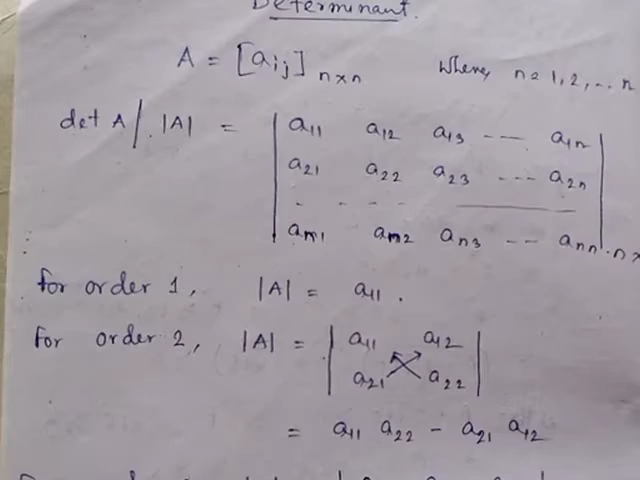 Determinant.
A = [aij] n×n Where, n = 1, 2, ... n
det A / |A| = | a11 a12 a13 --- a1n |
| a21 a22 a23 --- a2n |
- - - -
| am1 am2 an3 -- ann | n×
for order 1, |A| = a11 .
For order 2, |A| = | a11 a12 |
| a21 a22 |
= a11 a22 - a21 a12